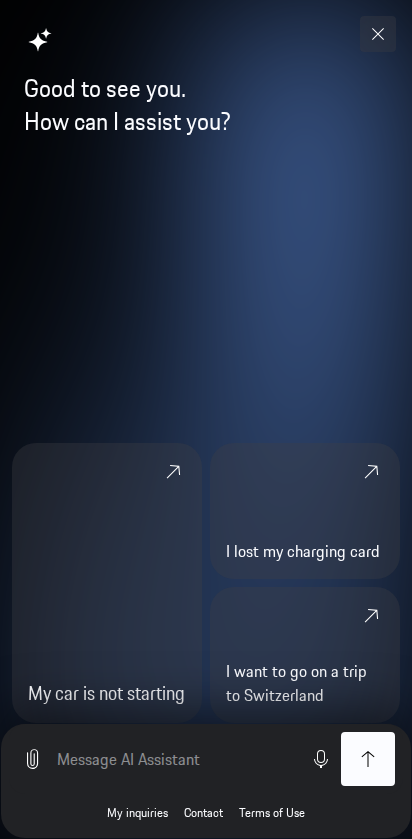 Good to see you.
How can I assist you?
My car is not starting
I lost my charging card
I want to go on a trip
to Switzerland
Message AI Assistant
My inquiries Contact Terms of Use